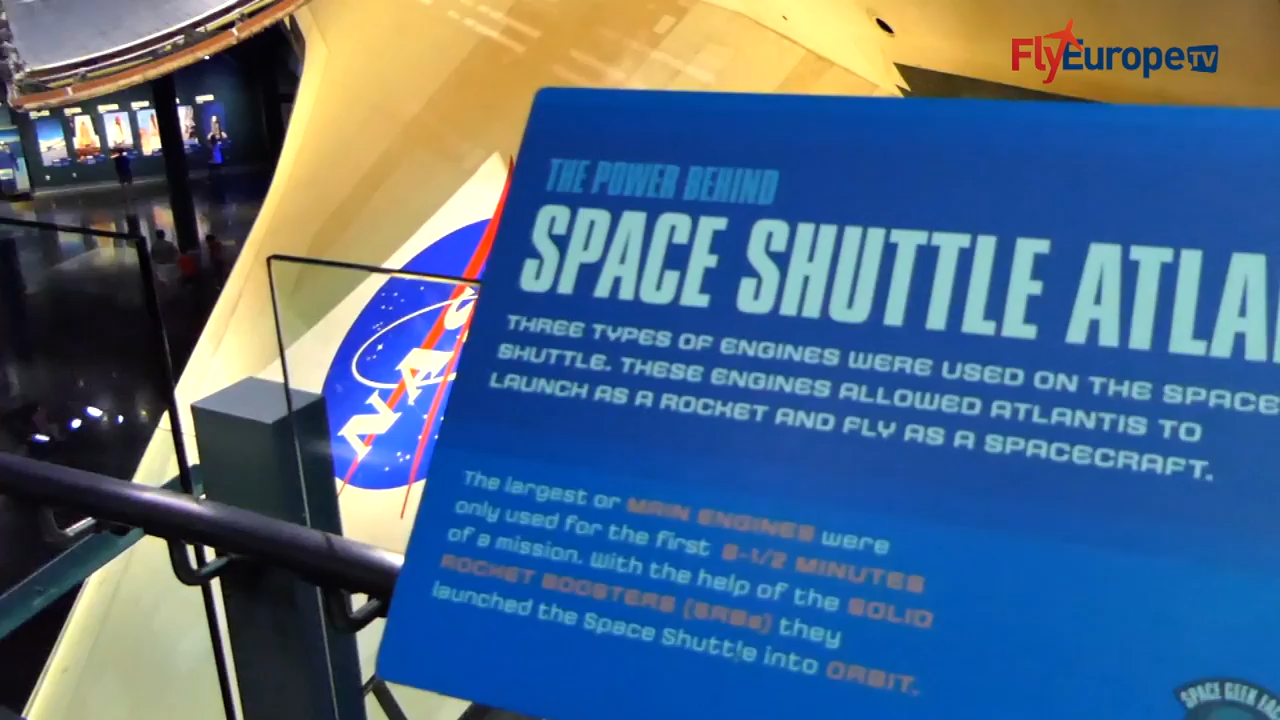 FlyEuropeTV
THE POWER BEHIND
SPACE SHUTTLE ATLA
THREE TYPES OF ENGINES WERE USED ON THE SPACE
SHUTTLE. THESE ENGINES ALLOWED ATLANTIS TO
LAUNCH AS A ROCKET AND FLY AS A SPACECRAFT.
The largest or MAIN ENGINES were
only used for the first 8-1/2 MINUTES
of a mission. With the help of the SOLID
ROCKET BOOSTERS (SRBs) they
launched the Space Shuttle into ORBIT.
NAS
SPACE GEEK